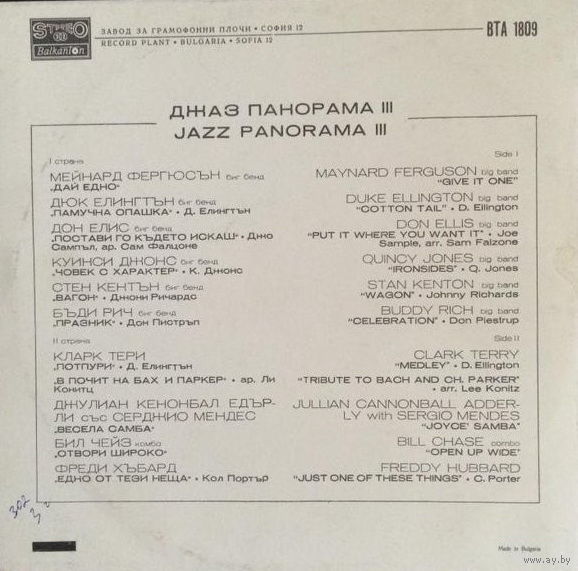 STEREO
Balkanton
ЗАВОД ЗА ГРАМОФОННИ ПЛОЧИ • СОФИЯ 12
RECORD PLANT • BULGARIA • SOFIA 12
ВТА 1809
ДЖАЗ ПАНОРАМА III
JAZZ PANORAMA III
I страна
МЕЙНАРД ФЕРГЮСЪН биг бенд
„ДАЙ ЕДНО“
ДЮК ЕЛИНГТЪН биг бенд
„ПАМУЧНА ОПАШКА“ • Д. Елингтън
ДОН ЕЛИС биг бенд
„ПОСТАВИ ГО КЪДЕТО ИСКАШ“ • Джо
Сампъл, ар. Сам Фалцоне
КУИНСИ ДЖОНС биг бенд
„ЧОВЕК С ХАРАКТЕР“ • К. Джонс
СТЕН КЕНТЪН биг бенд
„ВАГОН“ • Джони Ричардс
БЪДИ РИЧ биг бенд
„ПРАЗНИК“ • Дон Пистръп
II страна
КЛАРК ТЕРИ
„ПОТПУРИ“ • Д. Елингтън
„В ПОЧИТ НА БАХ И ПАРКЕР“ • ар. Ли
Конитц
ДЖУЛИАН КЕНОНБАЛ ЕДЪР-
ЛИ със СЕРДЖИО МЕНДЕС
„ВЕСЕЛА САМБА“
БИЛ ЧЕЙЗ комбо
„ОТВОРИ ШИРОКО“
ФРЕДИ ХЪБАРД
„ЕДНО ОТ ТЕЗИ НЕЩА“ • Кол Портър
Side I
MAYNARD FERGUSON big band
"GIVE IT ONE"
DUKE ELLINGTON big band
"COTTON TAIL" • D. Ellington
DON ELLIS big band
"PUT IT WHERE YOU WANT IT" • Joe
Sample, arr. Sam Falzone
QUINCY JONES big band
"IRONSIDES" • Q. Jones
STAN KENTON big band
"WAGON" • Johnny Richards
BUDDY RICH big band
"CELEBRATION" • Don Piestrup
Side II
CLARK TERRY
"MEDLEY" • D. Ellington
"TRIBUTE TO BACH AND CH. PARKER"
• arr. Lee Konitz
JULLIAN CANNONBALL ADDER-
LY with SERGIO MENDES
"JOYCE' SAMBA"
BILL CHASE combo
"OPEN UP WIDE"
FREDDY HUBBARD
"JUST ONE OF THESE THINGS" • C. Porter
Made in Bulgaria
www.ay.by